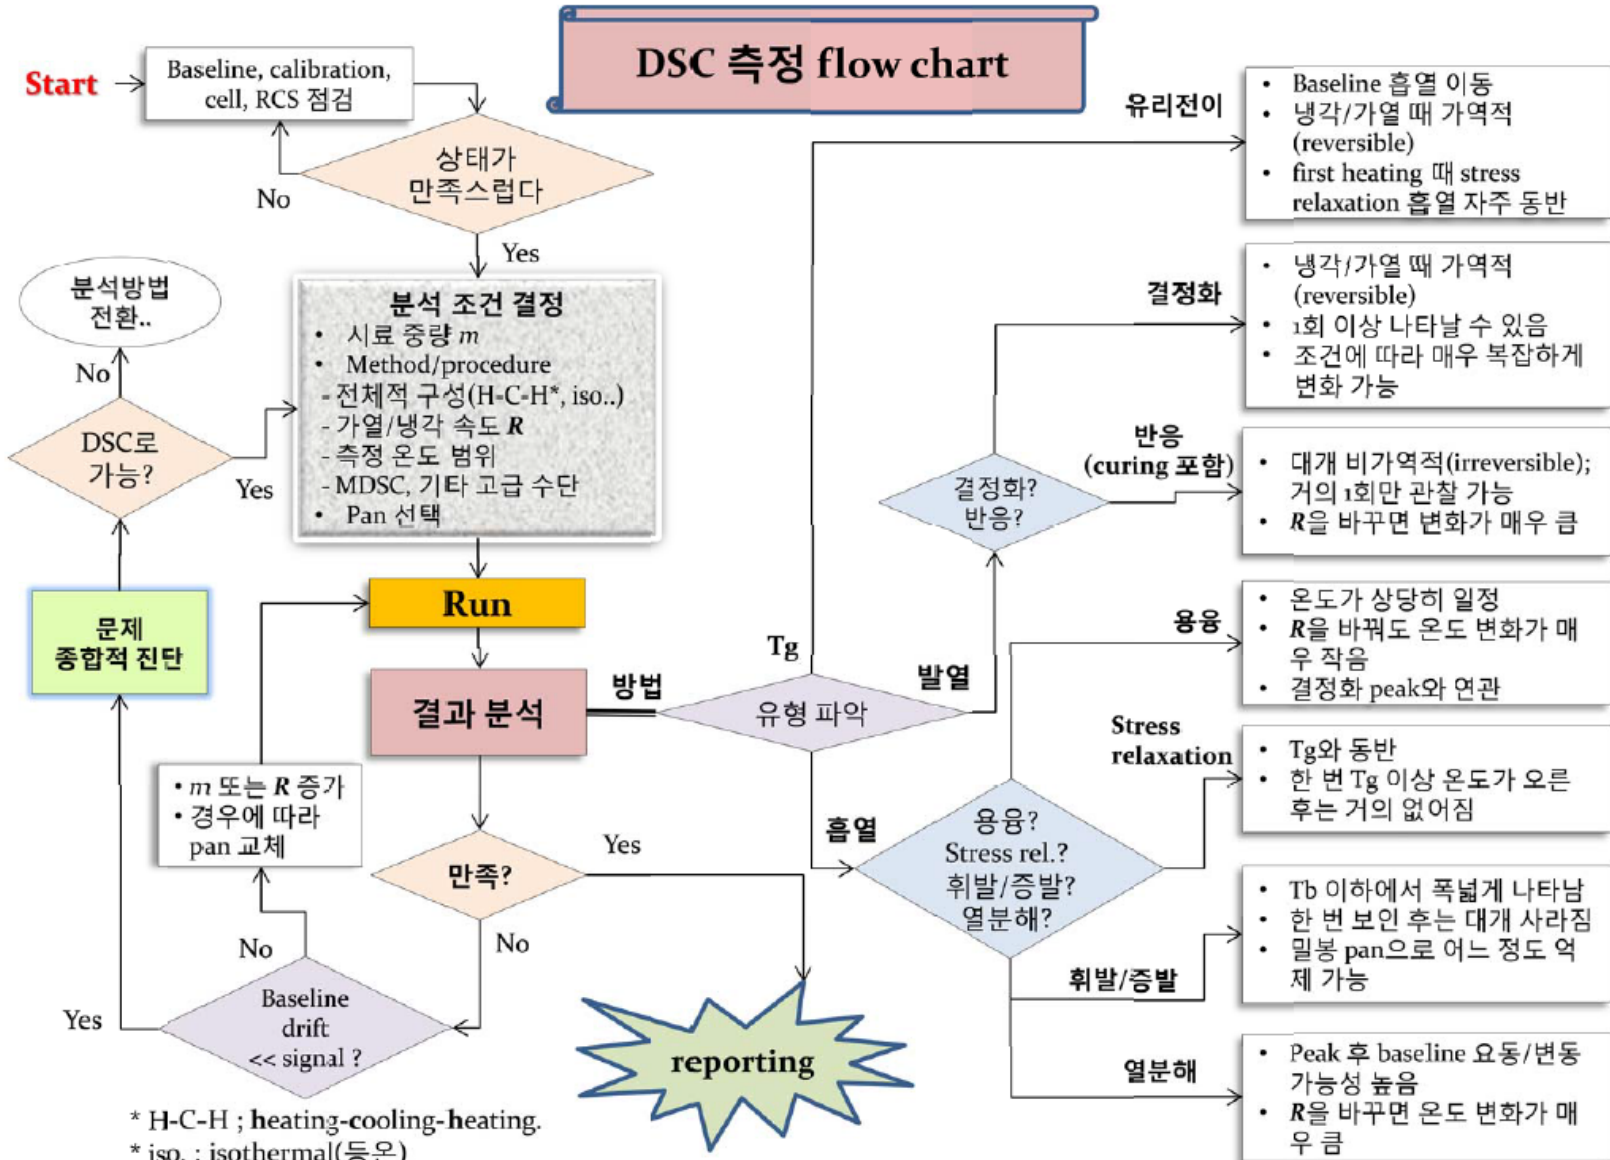 DSC 측정 flow chart
Start
Baseline, calibration,
cell, RCS 점검
상태가
만족스럽다
No
Yes
분석방법
전환..
No
DSC로
가능?
Yes
분석 조건 결정
• 시료 중량 m
• Method/procedure
- 전체적 구성(H-C-H*, iso..)
- 가열/냉각 속도 R
- 측정 온도 범위
- MDSC, 기타 고급 수단
• Pan 선택
Run
문제
종합적 진단
결과 분석
방법
• m 또는 R 증가
• 경우에 따라
pan 교체
만족?
Yes
No
No
Baseline
drift
<< signal ?
Yes
reporting
* H-C-H ; heating-cooling-heating.
* iso. : isothermal(등온)
유형 파악
Tg
발열
흡열
유리전이
• Baseline 흡열 이동
• 냉각/가열 때 가역적
(reversible)
• first heating 때 stress
relaxation 흡열 자주 동반
결정화?
반응?
결정화
• 냉각/가열 때 가역적
(reversible)
• 1회 이상 나타날 수 있음
• 조건에 따라 매우 복잡하게
변화 가능
반응
(curing 포함)
• 대개 비가역적(irreversible);
거의 1회만 관찰 가능
• R을 바꾸면 변화가 매우 큼
용융?
Stress rel.?
휘발/증발?
열분해?
용융
• 온도가 상당히 일정
• R을 바꿔도 온도 변화가 매
우 작음
• 결정화 peak와 연관
Stress
relaxation
• Tg와 동반
• 한 번 Tg 이상 온도가 오른
후는 거의 없어짐
휘발/증발
• Tb 이하에서 폭넓게 나타남
• 한 번 보인 후는 대개 사라짐
• 밀봉 pan으로 어느 정도 억
제 가능
열분해
• Peak 후 baseline 요동/변동
가능성 높음
• R을 바꾸면 온도 변화가 매
우 큼